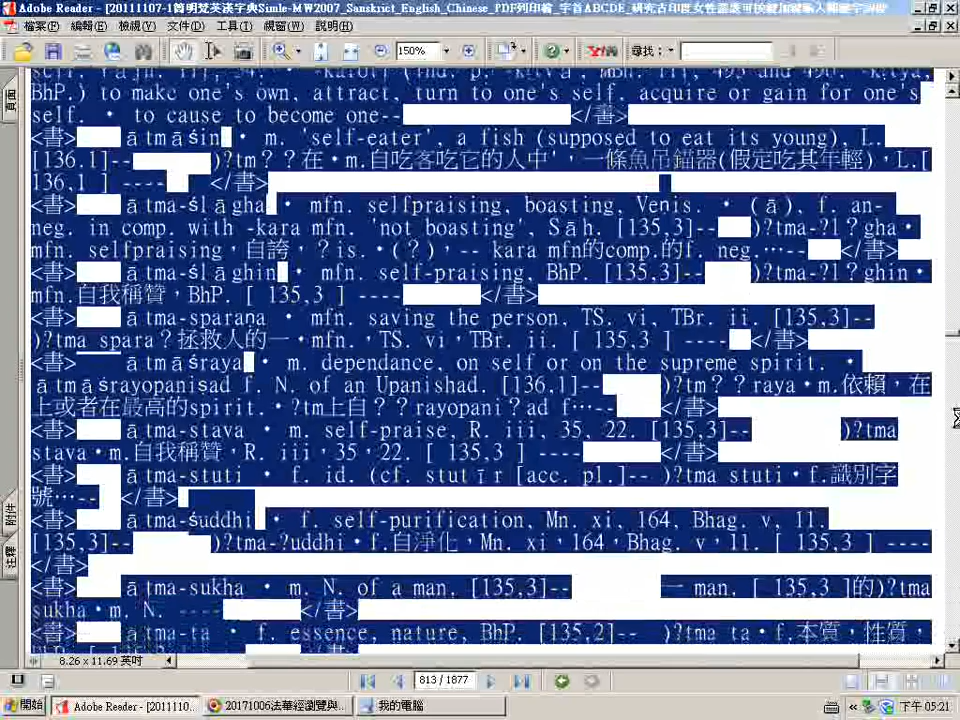 Adobe Reader - [20111107-1簡明梵英漢字典Simle-MW2007_Sanskrit_English_Chinese_PDF列印檔_字首ABCDE_研究古印度女性
檔案(F) 編輯(E) 檢視(V) 文件(D) 工具(T) 視窗(W) 說明(H)
150%
尋找：
頁面
BhP.) to make one's own, attract, turn to one's self, acquire or gain for one's
self. • to cause to become one-- </書>
<書> ātmāśin • m. 'self-eater', a fish (supposed to eat its young), L.
[136,1]-- )?tm？？在•m.自吃客吃它的人中'，一條魚吊錨器(假定吃其年輕)，L.[
136,1 ] ---- </書>
<書> ātma-ślāgha • mfn. selfpraising, boasting, Venis. • (ā), f. an-
neg. in comp. with -kara mfn. 'not boasting', Sāh. [135,3]-- )?tma-?l？gha•
mfn. selfpraising，自誇，?is.•(？)，-- kara mfn的comp.的f. neg.…-- </書>
<書> ātma-ślāghin • mfn. self-praising, BhP. [135,3]-- )?tma-?l？ghin•
mfn.自我稱贊，BhP. [ 135,3 ] ---- </書>
<書> ātma-sparaṇa • mfn. saving the person, TS. vi, TBr. ii. [135,3]--
)?tma spara？拯救人的一•mfn.，TS. vi，TBr. ii. [ 135,3 ] ---- </書>
<書> ātmāśraya • m. dependance, on self or on the supreme spirit. •
ātmāśrayopaniṣad f. N. of an Upanishad. [136,1]-- )?tm？？raya•m.依賴，在
上或者在最高的spirit.•?tm上自？？rayopani？ad f…-- </書>
<書> ātma-stava • m. self-praise, R. iii, 35, 22. [135,3]-- )?tma
stava•m.自我稱贊，R. iii，35，22. [ 135,3 ] ---- </書>
<書> ātma-stuti • f. id. (cf. stutīr [acc. pl.]-- )?tma stuti•f.識別字
號…-- </書>
<書> ātma-śuddhi • f. self-purification, Mn. xi, 164, Bhag. v, 11.
[135,3]-- )?tma-?uddhi•f.自淨化，Mn. xi，164，Bhag. v，11. [ 135,3 ] ----
</書>
<書> ātma-sukha • m. N. of a man. [135,3]-- 一 man. [ 135,3 ]的)?tma
sukha•m. N. ---- </書>
<書> ātma-ta • f. essence, nature, BhP. [135,2]-- )?tma ta•f.本質，性質，
附件
注釋
8.26 x 11.69 英吋
813 / 1877
開始 Adobe Reader - [2011110... 20171006法華經瀏覽與... 我的電腦 下午 05:21